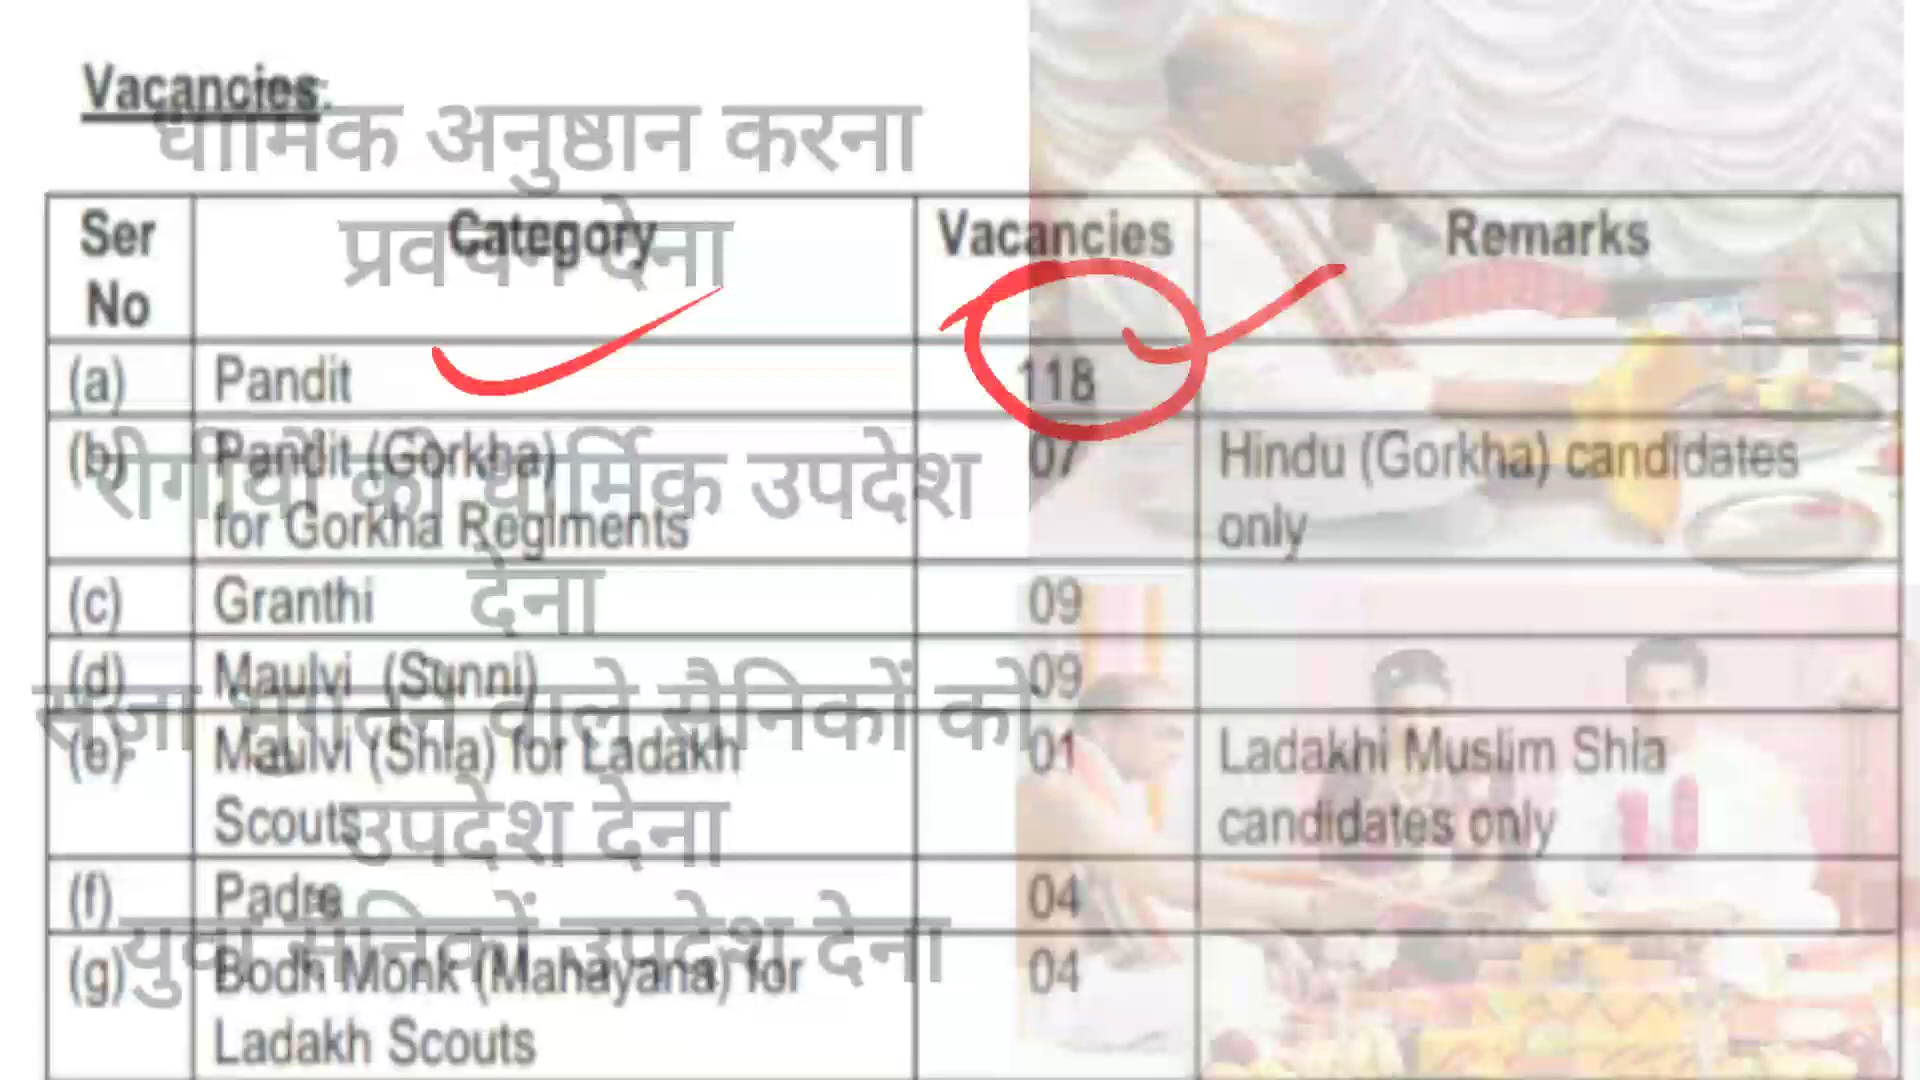 Vacancies:
धार्मिक अनुष्ठान करना
Ser No Category Vacancies Remarks
प्रवचन देना
(a) Pandit 118
(b) Pandit (Gorkha) for Gorkha Regiments 07 Hindu (Gorkha) candidates only
रोगीयों को धार्मिक उपदेश
देना
(c) Granthi 09
(d) Maulvi (Sunni) 09
वाले सैनिकों को
(e) Maulvi (Shia) for Ladakh Scouts 01 Ladakhi Muslim Shia candidates only
उपदेश देना
(f) Padre 04
युवा सैनिकों उपदेश देना
(g) Bodh Monk (Mahayana) for Ladakh Scouts 04